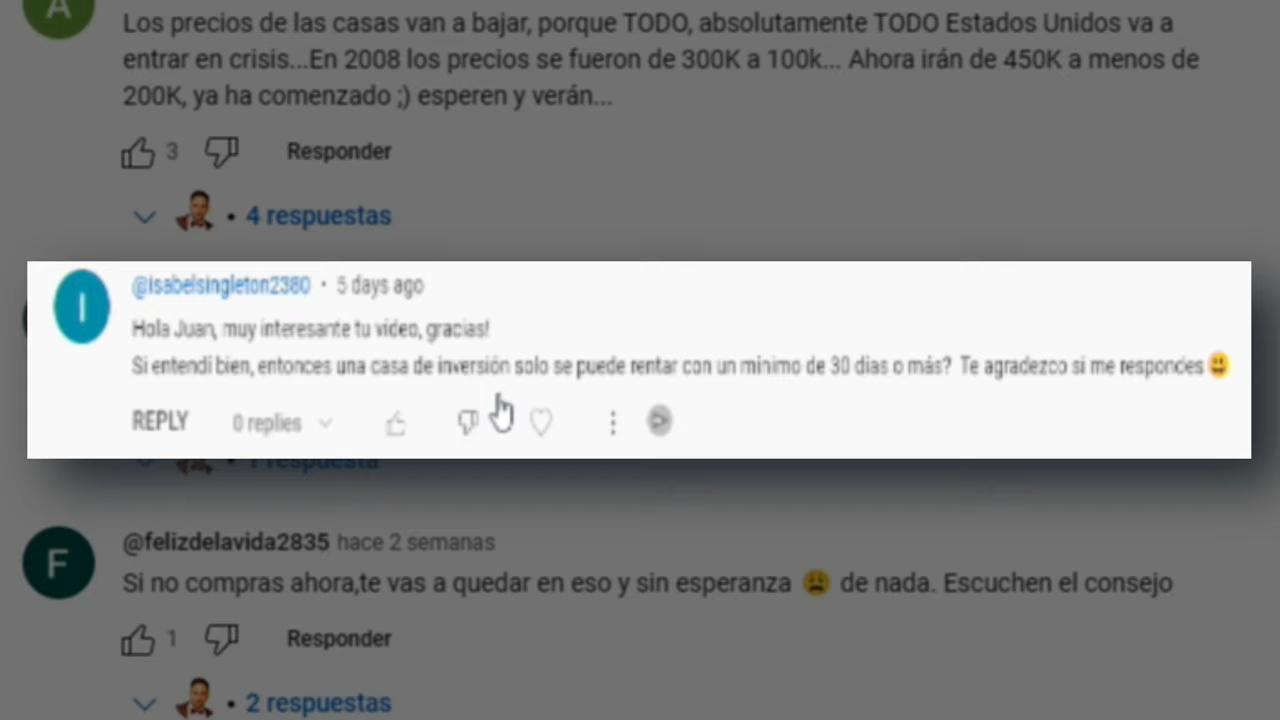 A
Los precios de las casas van a bajar, porque TODO, absolutamente TODO Estados Unidos va a
entrar en crisis...En 2008 los precios se fueron de 300K a 100k... Ahora irán de 450K a menos de
200K, ya ha comenzado ;) esperen y verán...
3 Responder
• 4 respuestas
I
@isabelsingleton2380 • 5 days ago
Hola Juan, muy interesante tu video, gracias!
Si entendi bien, entonces una casa de inversión solo se puede rentar con un minimo de 30 dias o más? Te agradezco si me respondes 😃
REPLY 0 replies
1 respuesta
F
@felizdelavida2835 hace 2 semanas
Si no compras ahora,te vas a quedar en eso y sin esperanza 😩 de nada. Escuchen el consejo
1 Responder
• 2 respuestas